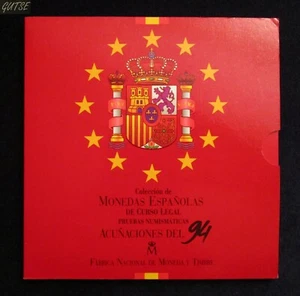 GUTSE
Colección de
MONEDAS ESPAÑOLAS
DE CURSO LEGAL
PRUEBAS NUMISMÁTICAS
ACUÑACIONES DEL 94
FÁBRICA NACIONAL DE MONEDA Y TIMBRE